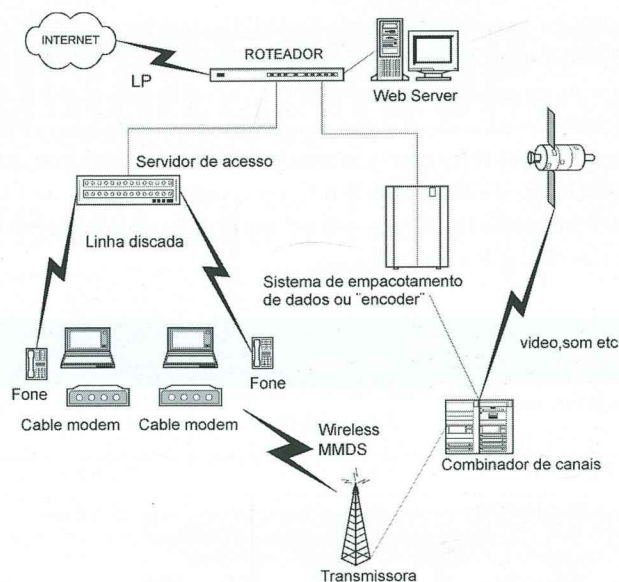 INTERNET
LP
ROTEADOR
Web Server
Servidor de acesso
Linha discada
Sistema de empacotamento
de dados ou "encoder"
video,som etc
Fone
Fone
Cable modem
Cable modem
Wireless
MMDS
Combinador de canais
Transmissora